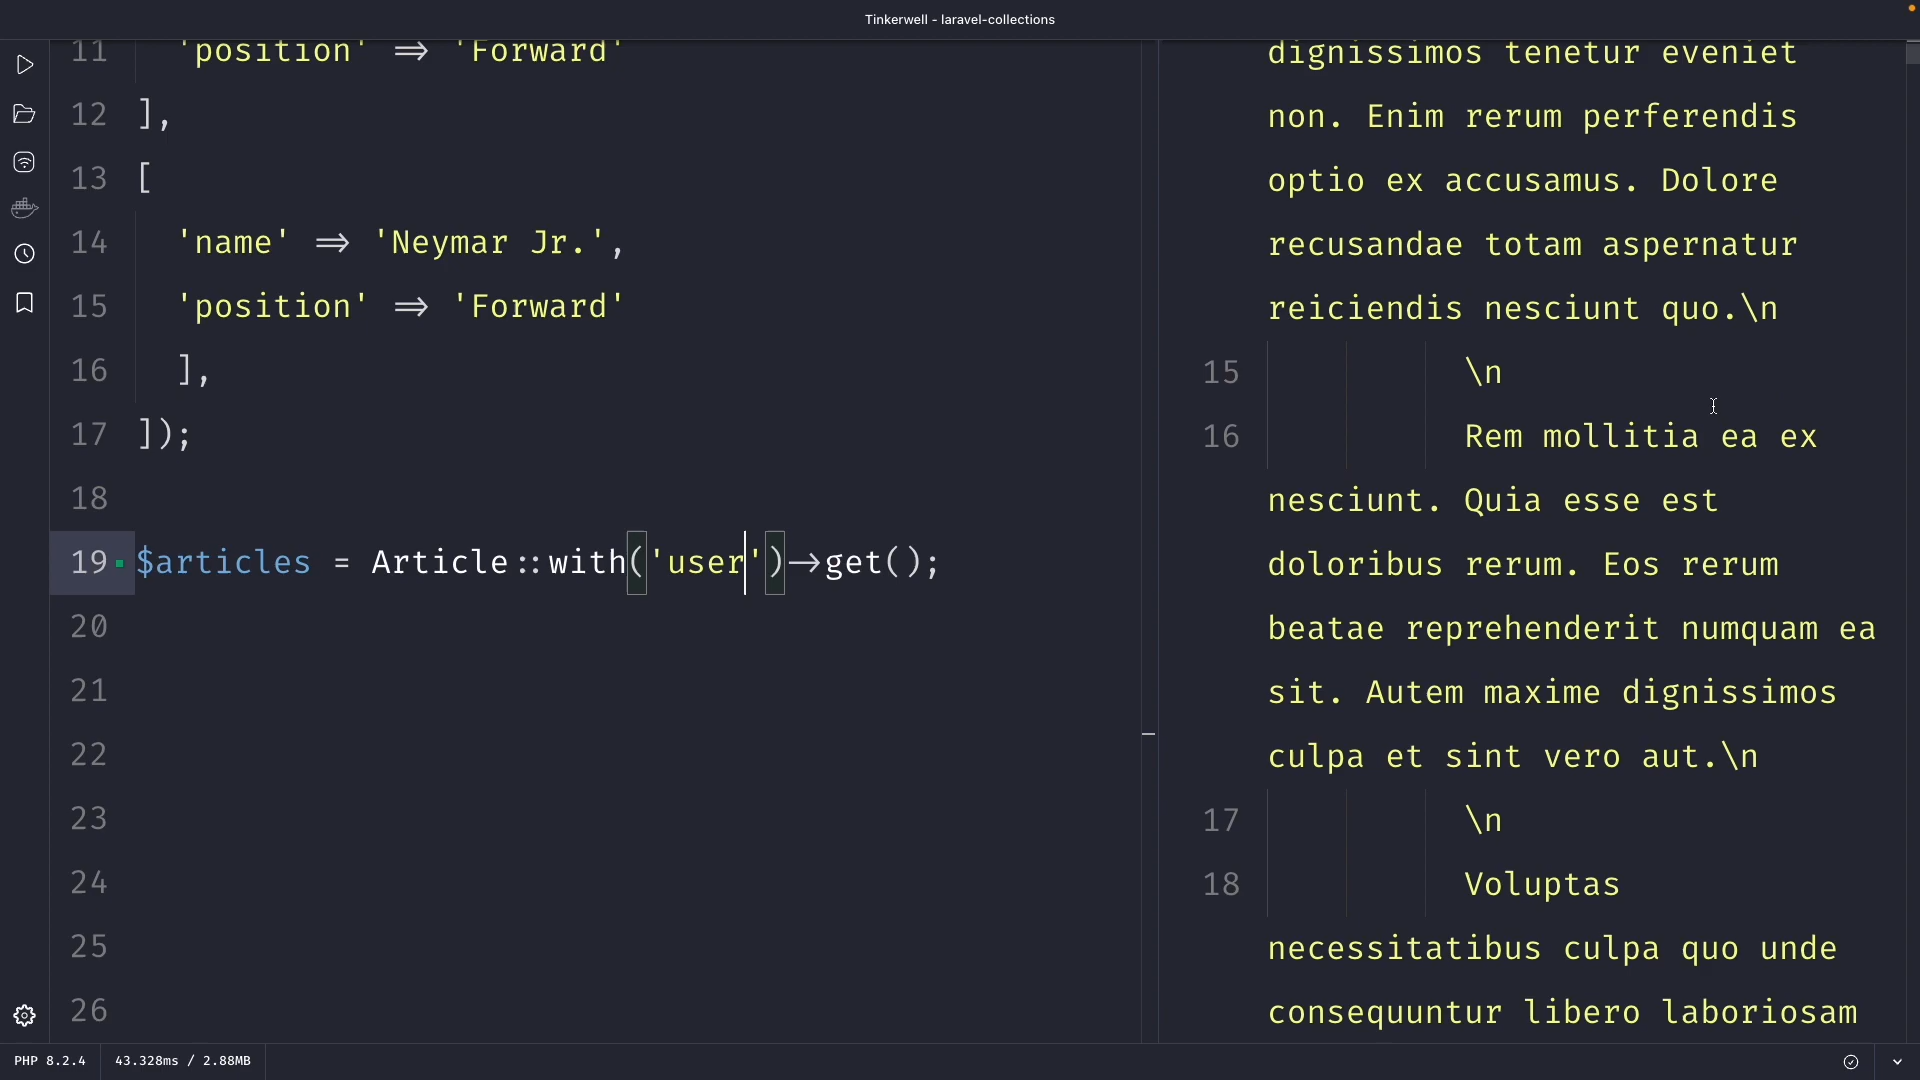 Tinkerwell - laravel-collections
11 'position' => 'Forward'
12 ],
13 [
14 'name' => 'Neymar Jr.',
15 'position' => 'Forward'
16 ],
17 ]);
18
19 $articles = Article::with('user')->get();
20
21
22
23
24
25
26
dignissimos tenetur eveniet
non. Enim rerum perferendis
optio ex accusamus. Dolore
recusandae totam aspernatur
reiciendis nesciunt quo.\n
15 \n
16 Rem mollitia ea ex
nesciunt. Quia esse est
doloribus rerum. Eos rerum
beatae reprehenderit numquam ea
sit. Autem maxime dignissimos
culpa et sint vero aut.\n
17 \n
18 Voluptas
necessitatibus culpa quo unde
consequuntur libero laboriosam
PHP 8.2.4 43.328ms / 2.88MB